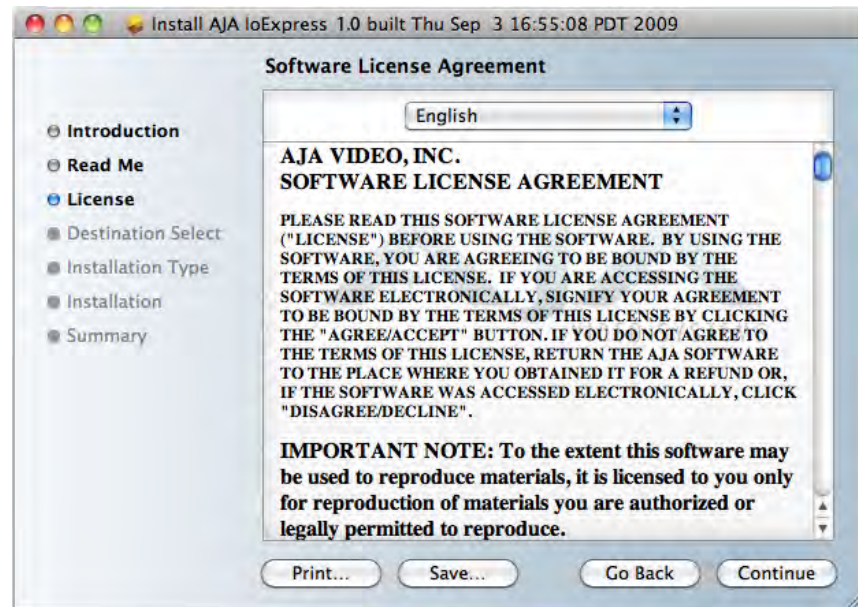 Install AJA IoExpress 1.0 built Thu Sep 3 16:55:08 PDT 2009
Software License Agreement
Introduction
Read Me
License
Destination Select
Installation Type
Installation
Summary
English
AJA VIDEO, INC.
SOFTWARE LICENSE AGREEMENT
PLEASE READ THIS SOFTWARE LICENSE AGREEMENT
("LICENSE") BEFORE USING THE SOFTWARE. BY USING THE
SOFTWARE, YOU ARE AGREEING TO BE BOUND BY THE
TERMS OF THIS LICENSE. IF YOU ARE ACCESSING THE
SOFTWARE ELECTRONICALLY, SIGNIFY YOUR AGREEMENT
TO BE BOUND BY THE TERMS OF THIS LICENSE BY CLICKING
THE "AGREE/ACCEPT" BUTTON. IF YOU DO NOT AGREE TO
THE TERMS OF THIS LICENSE, RETURN THE AJA SOFTWARE
TO THE PLACE WHERE YOU OBTAINED IT FOR A REFUND OR,
IF THE SOFTWARE WAS ACCESSED ELECTRONICALLY, CLICK
"DISAGREE/DECLINE".
IMPORTANT NOTE: To the extent this software may
be used to reproduce materials, it is licensed to you only
for reproduction of materials you are authorized or
legally permitted to reproduce.
Print...
Save...
Go Back
Continue